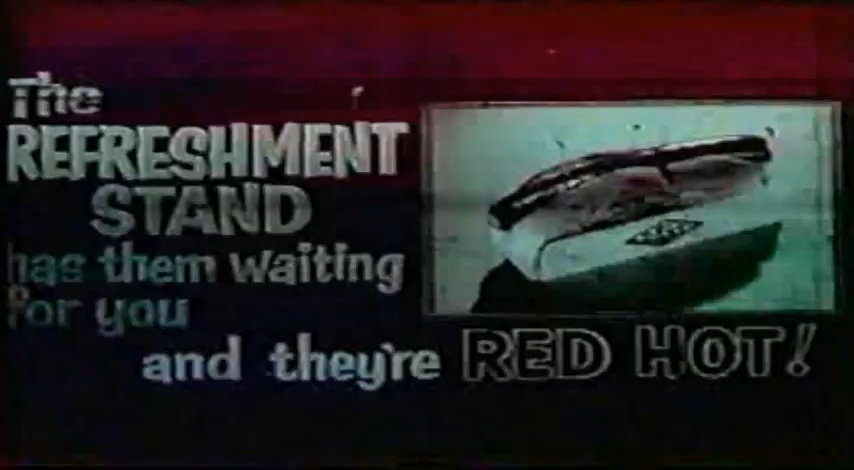 The
REFRESHMENT
STAND
has them waiting
for you
and they're RED HOT!